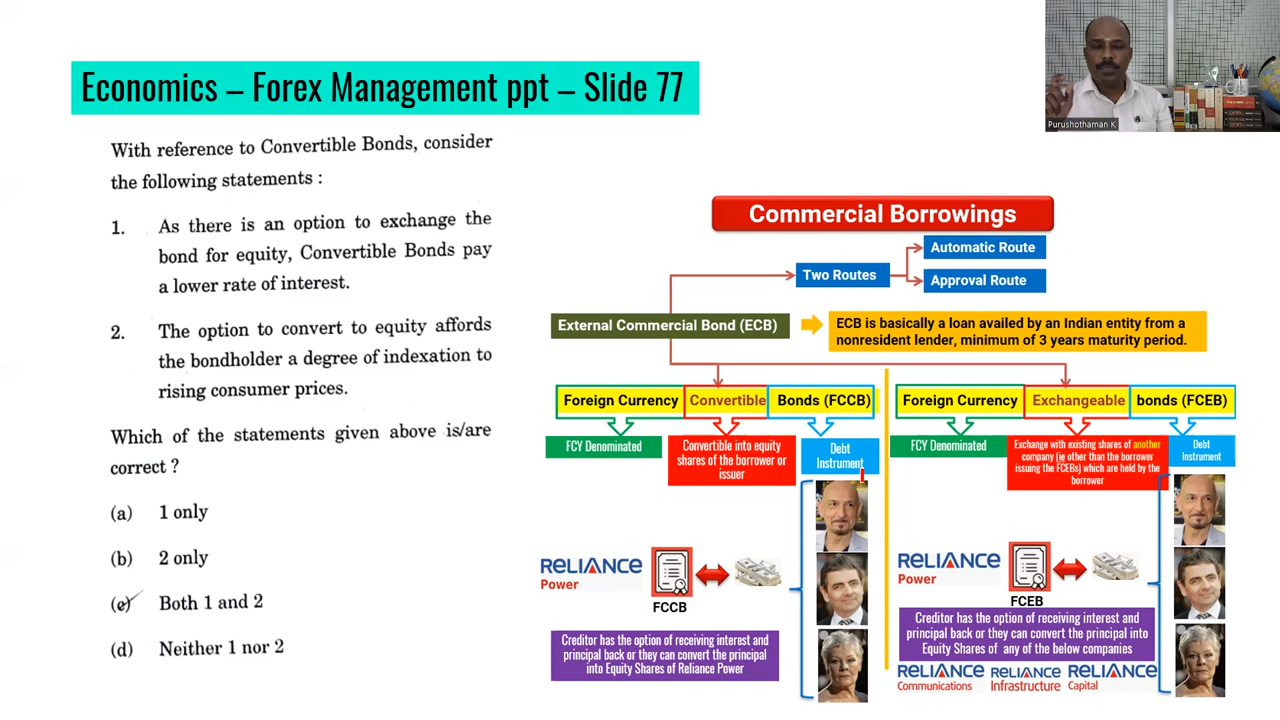 Economics – Forex Management ppt – Slide 77
Purushothaman K
With reference to Convertible Bonds, consider
the following statements :
1. As there is an option to exchange the
bond for equity, Convertible Bonds pay
a lower rate of interest.
2. The option to convert to equity affords
the bondholder a degree of indexation to
rising consumer prices.
Which of the statements given above is/are
correct ?
(a) 1 only
(b) 2 only
(c) Both 1 and 2
(d) Neither 1 nor 2
Commercial Borrowings
Two Routes
Automatic Route
Approval Route
External Commercial Bond (ECB)
ECB is basically a loan availed by an Indian entity from a
nonresident lender, minimum of 3 years maturity period.
Foreign Currency Convertible Bonds (FCCB)
FCY Denominated
Convertible into equity
shares of the borrower or
issuer
Debt
Instrument
RELIANCE
Power
FCCB
Creditor has the option of receiving interest and
principal back or they can convert the principal
into Equity Shares of Reliance Power
Foreign Currency Exchangeable bonds (FCEB)
FCY Denominated
Exchange with existing shares of another
company (ie other than the borrower
issuing the FCEBs) which are held by the
borrower
Debt
Instrument
RELIANCE
Power
FCEB
Creditor has the option of receiving interest and
principal back or they can convert the principal into
Equity Shares of any of the below companies
RELIANCE
Communications
RELIANCE
Infrastructure
RELIANCE
Capital